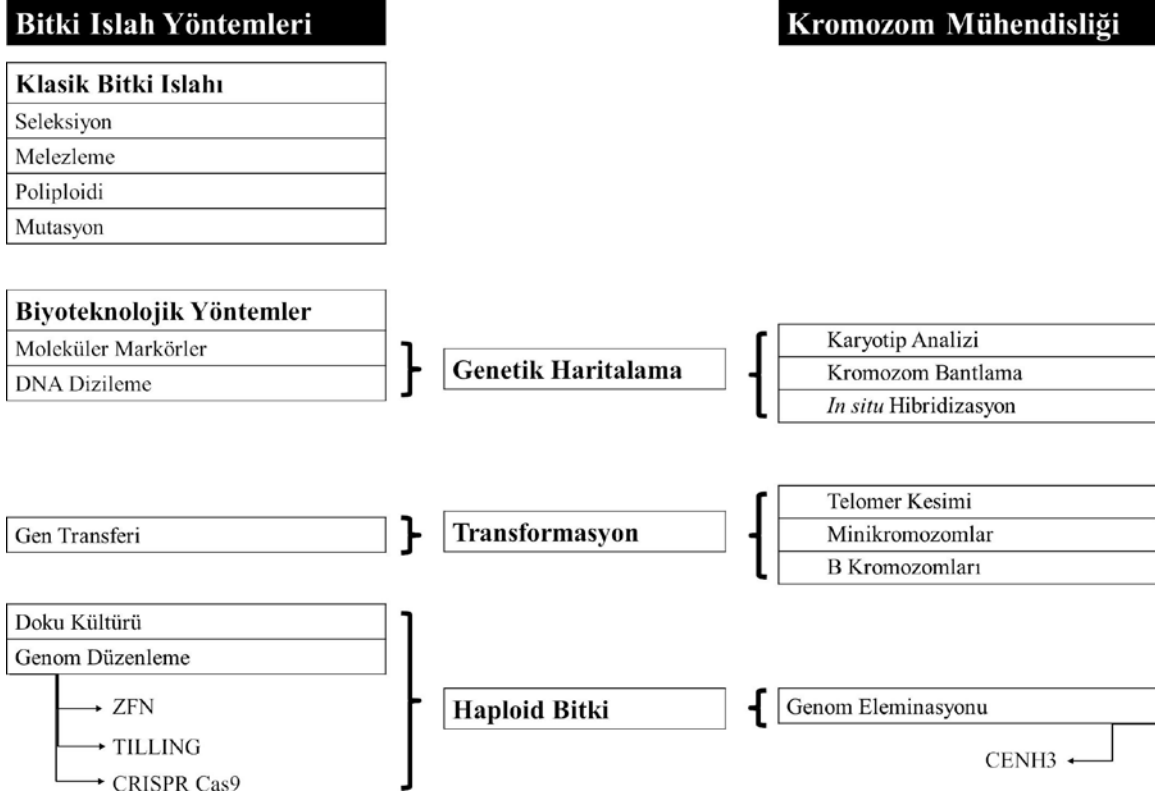 Bitki Islah Yöntemleri
Kromozom Mühendisliği
Klasik Bitki Islahı
Seleksiyon
Melezleme
Poliploidi
Mutasyon
Biyoteknolojik Yöntemler
Moleküler Markörler
DNA Dizileme
Genetik Haritalama
Karyotip Analizi
Kromozom Bantlama
In situ Hibridizasyon
Gen Transferi
Transformasyon
Telomer Kesimi
Minikromozomlar
B Kromozomları
Doku Kültürü
Genom Düzenleme
ZFN
TILLING
CRISPR Cas9
Haploid Bitki
Genom Eleminasyonu
CENH3